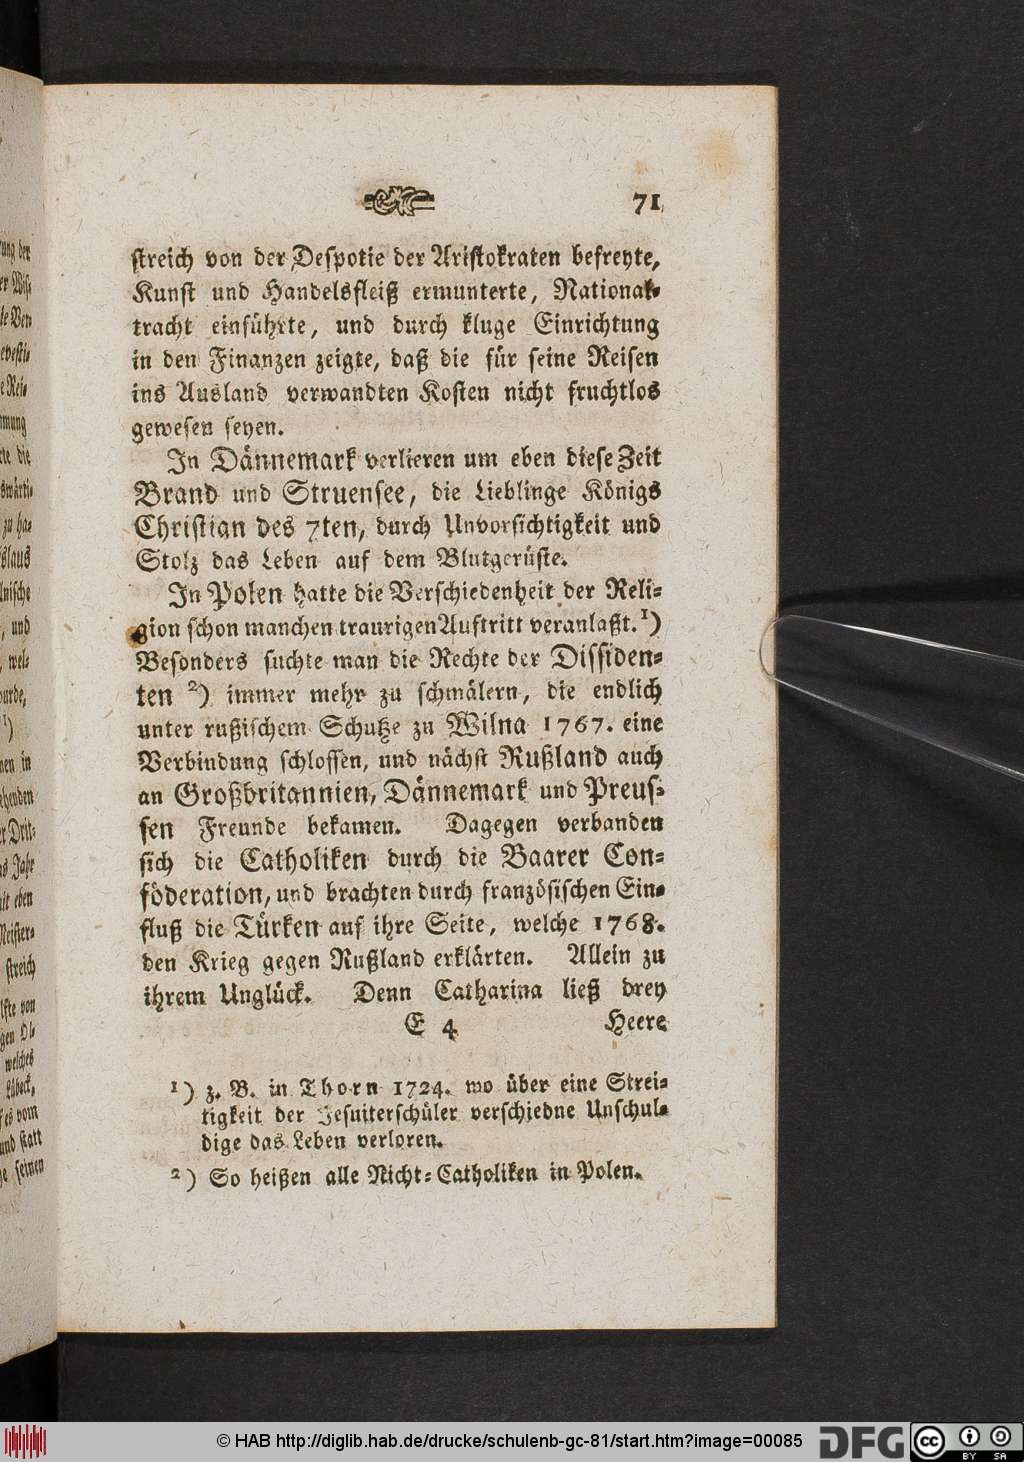 71
streich von der Despotie der Aristokraten befreyte,
Kunst und Handelsfleiß ermunterte, National-
tracht einführte, und durch kluge Einrichtung
in den Finanzen zeigte, daß die für seine Reisen
ins Ausland verwandten Kosten nicht fruchtlos
gewesen seyen.
In Dännemark verlieren um eben diese Zeit
Brand und Struensee, die Lieblinge Königs
Christian des 7ten, durch Unvorsichtigkeit und
Stolz das Leben auf dem Blutgerüste.
In Polen hatte die Verschiedenheit der Reli-
gion schon manchen traurigen Auftritt veranlaßt.¹)
Besonders suchte man die Rechte der Dissiden-
ten ²) immer mehr zu schmälern, die endlich
unter rußischem Schutze zu Wilna 1767. eine
Verbindung schlossen, und nächst Rußland auch
an Großbritannien, Dännemark und Preus-
sen Freunde bekamen. Dagegen verbanden
sich die Catholiken durch die Baarer Con-
föderation, und brachten durch französischen Ein-
fluß die Türken auf ihre Seite, welche 1768.
den Krieg gegen Rußland erklärten. Allein zu
ihrem Unglück. Denn Catharina ließ drey
E 4 Heere
¹) z. B. in Thorn 1724. wo über eine Strei-
tigkeit der Jesuiterschüler verschiedne Unschul-
dige das Leben verloren.
²) So heißen alle Nicht-Catholiken in Polen.
© HAB http://diglib.hab.de/drucke/schulenb-gc-81/start.htm?image=00085
DFG
cc
BY SA